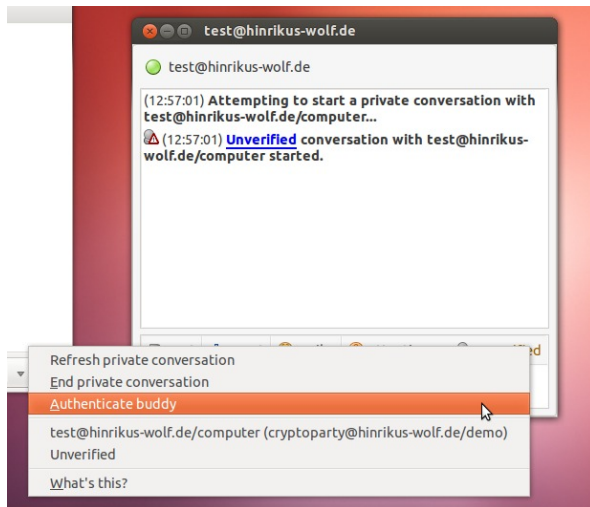 test@hinrikus-wolf.de
test@hinrikus-wolf.de
(12:57:01) Attempting to start a private conversation with
test@hinrikus-wolf.de/computer...
(12:57:01) Unverified conversation with test@hinrikus-
wolf.de/computer started.
Refresh private conversation
End private conversation
Authenticate buddy
test@hinrikus-wolf.de/computer (cryptoparty@hinrikus-wolf.de/demo)
Unverified
What's this?